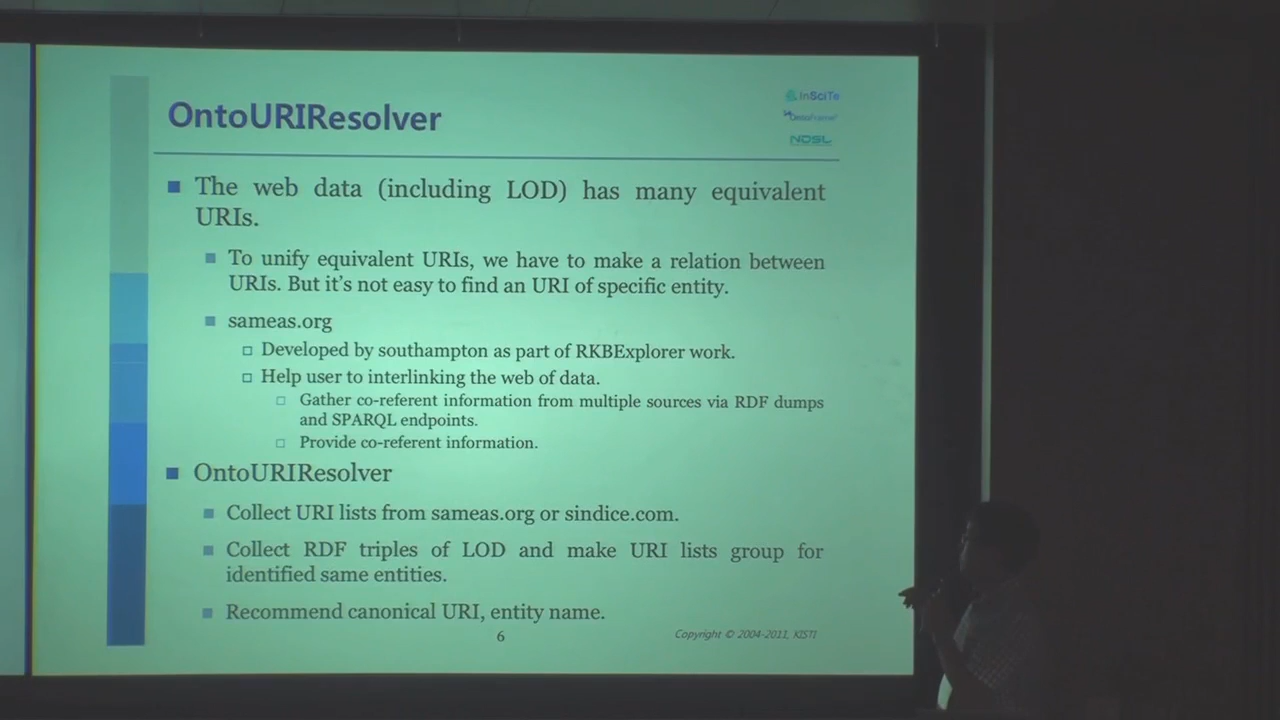 OntoURIResolver
InSciTe
OntoFrame
NDSL
The web data (including LOD) has many equivalent
URIs.
To unify equivalent URIs, we have to make a relation between
URIs. But it's not easy to find an URI of specific entity.
sameas.org
Developed by southampton as part of RKBExplorer work.
Help user to interlinking the web of data.
Gather co-referent information from multiple sources via RDF dumps
and SPARQL endpoints.
Provide co-referent information.
OntoURIResolver
Collect URI lists from sameas.org or sindice.com.
Collect RDF triples of LOD and make URI lists group for
identified same entities.
Recommend canonical URI, entity name.
6
Copyright © 2004-2011, KISTI